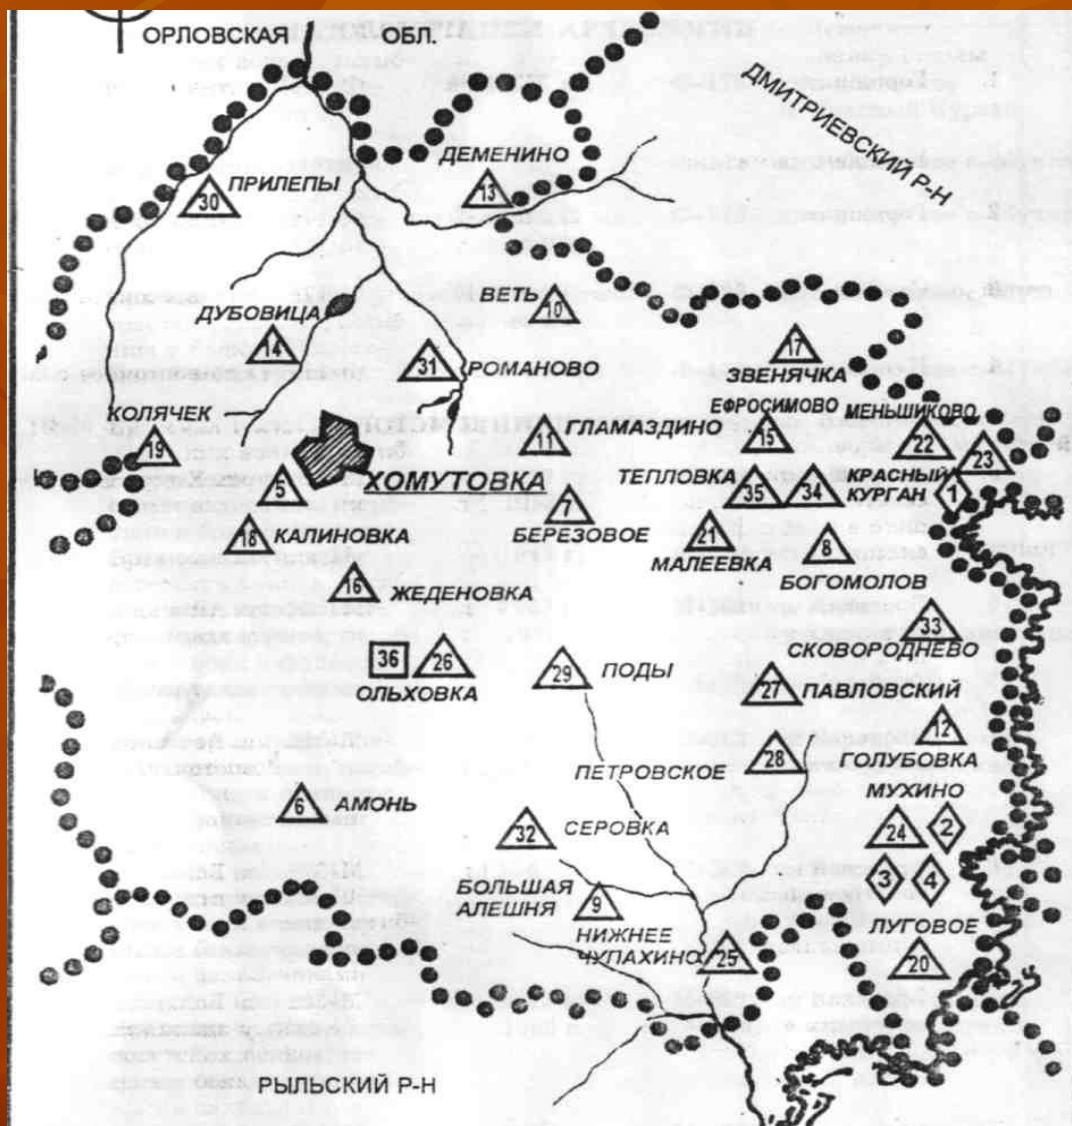 ОРЛОВСКАЯ ОБЛ.
ДМИТРИЕВСКИЙ Р-Н
ДЕМЕНИНО
13
ПРИЛЕПЫ
30
ВЕТЬ
10
ДУБОВИЦА
14
31
РОМАНОВО
17
ЗВЕНЯЧКА
КОЛЯЧЕК
19
ЕФРОСИМОВО
15
МЕНЬШИКОВО
22
23
ГЛАМАЗДИНО
11
ХОМУТОВКА
5
ТЕПЛОВКА
35
34
КРАСНЫЙ
КУРГАН
1
7
БЕРЕЗОВОЕ
18
КАЛИНОВКА
21
МАЛЕЕВКА
8
БОГОМОЛОВ
16
ЖЕДЕНОВКА
33
СКОВОРОДНЕВО
36
26
ОЛЬХОВКА
29
ПОДЫ
27
ПАВЛОВСКИЙ
12
ГОЛУБОВКА
28
ПЕТРОВСКОЕ
6
АМОНЬ
МУХИНО
24
2
3
4
32
СЕРОВКА
БОЛЬШАЯ
АЛЕШНЯ
9
НИЖНЕЕ
ЧУПАХИНО
25
ЛУГОВОЕ
20
РЫЛЬСКИЙ Р-Н